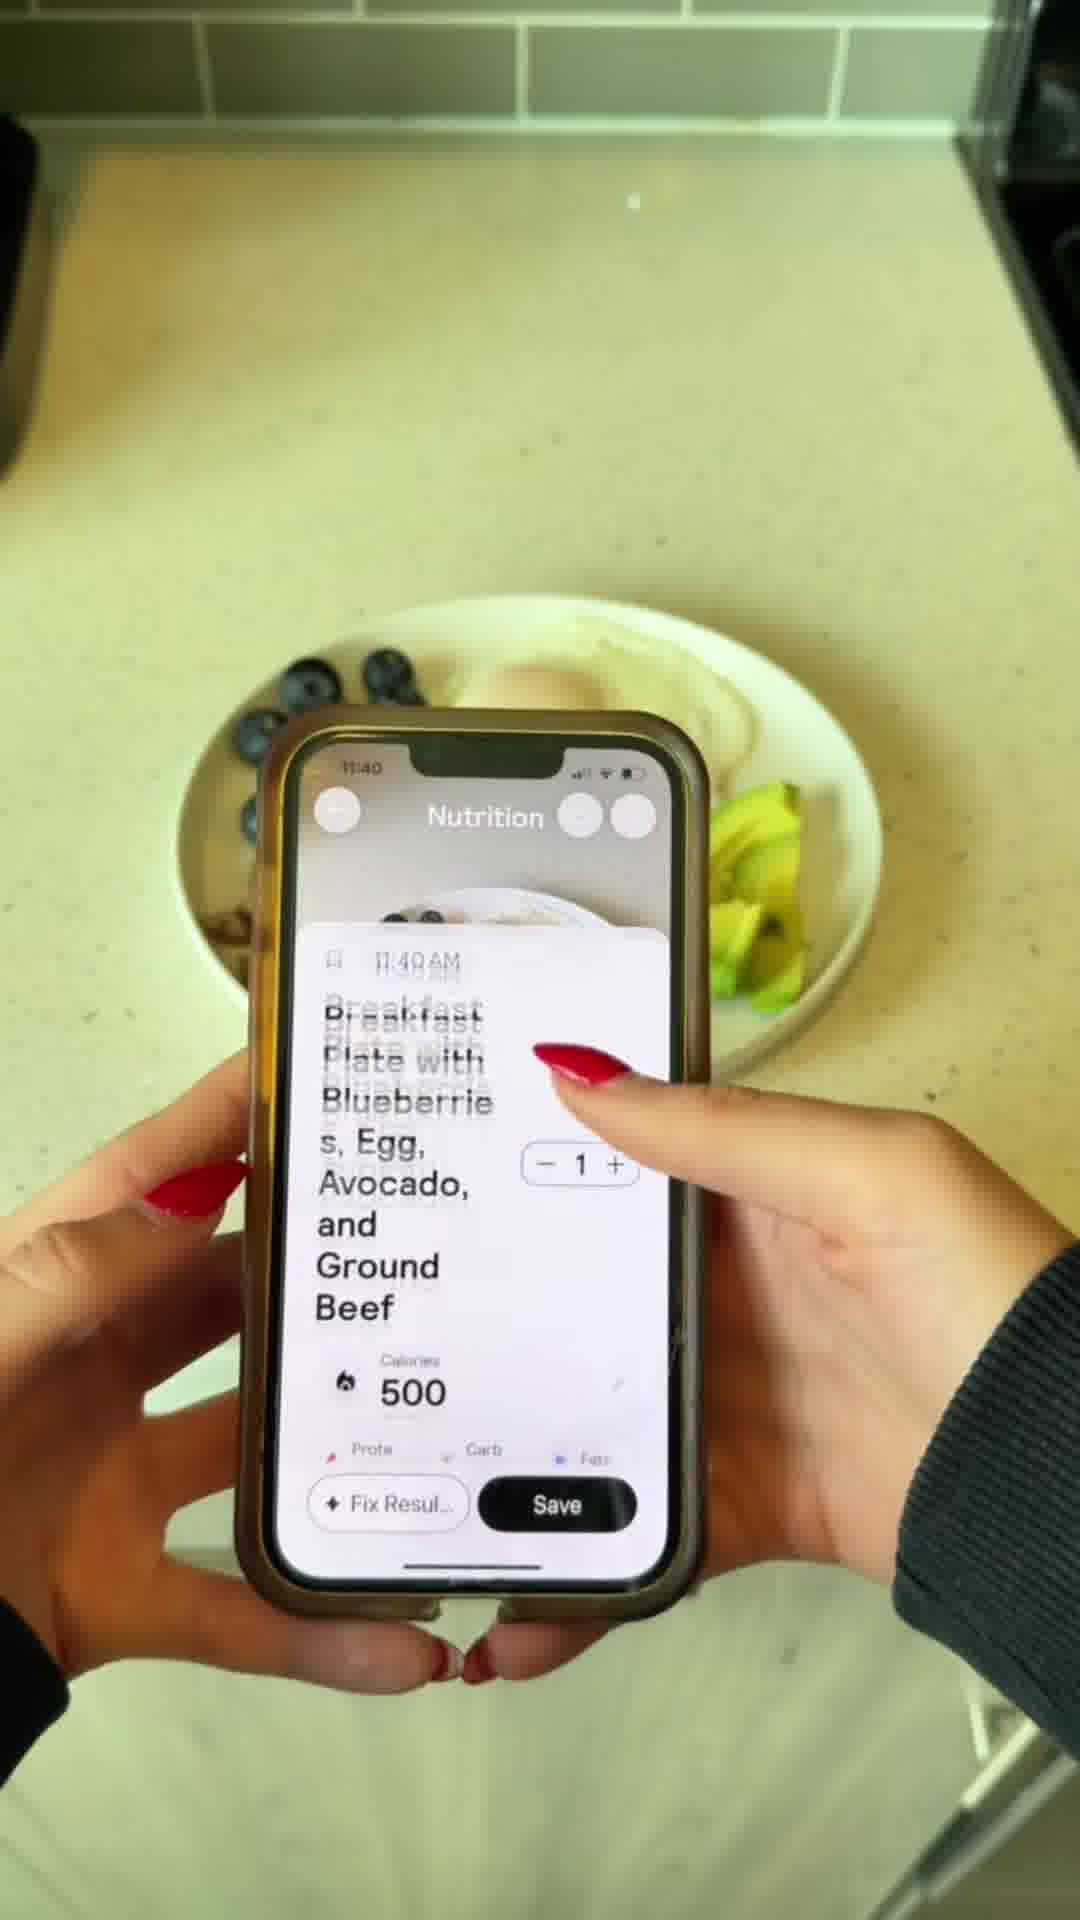 11:40
Nutrition
11:40 AM
Breakfast
Plate with
Blueberrie
s, Egg,
Avocado,
and
Ground
Beef
− 1 +
Calories
500
Prote
Carb
Fats
Fix Resul...
Save